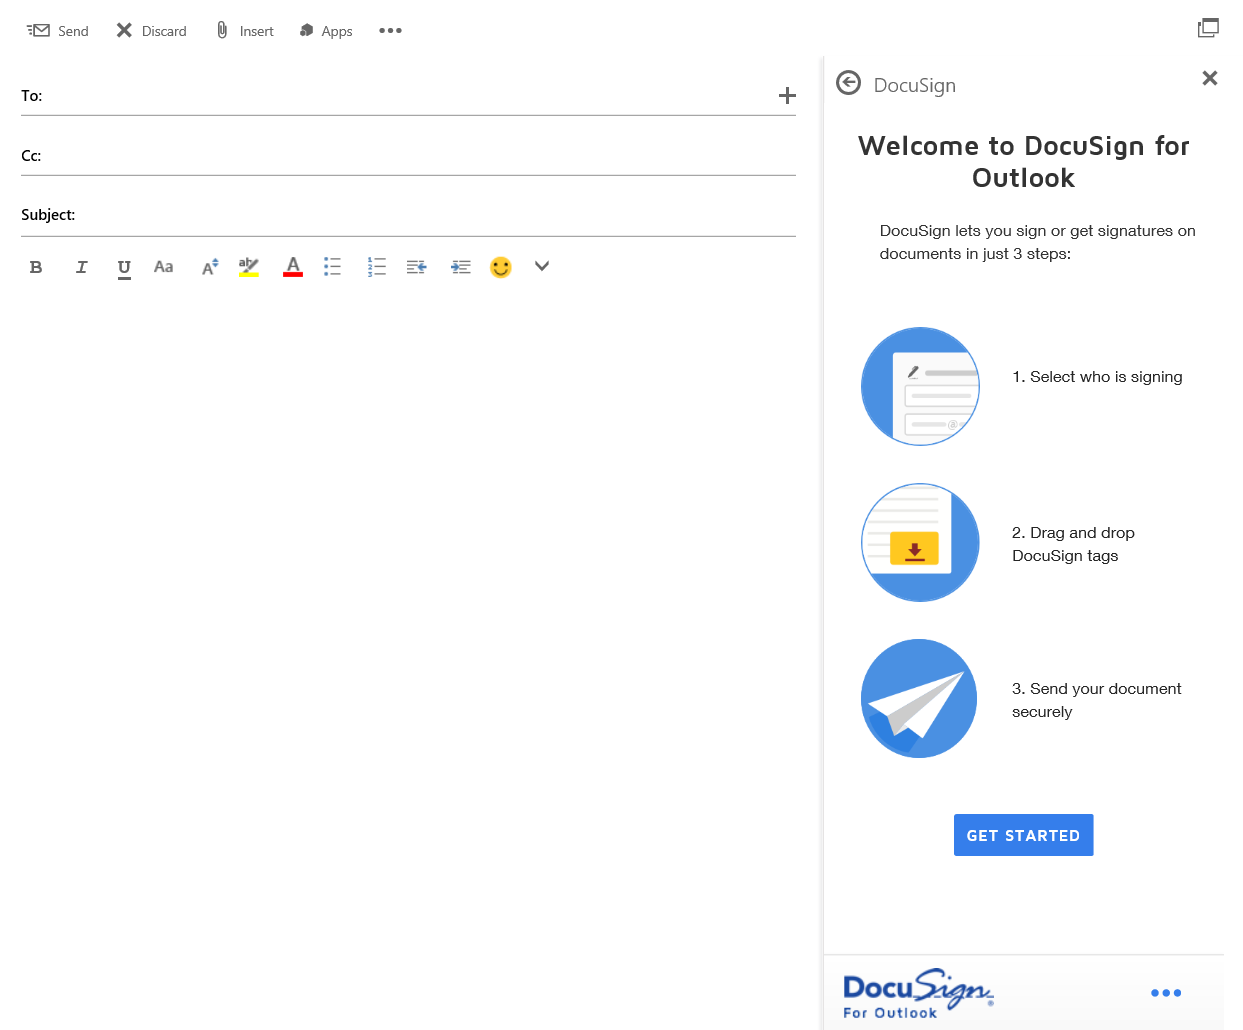 Send Discard Insert Apps
To:
Cc:
Subject:
B I U Aa A ab A
DocuSign
Welcome to DocuSign for
Outlook
DocuSign lets you sign or get signatures on
documents in just 3 steps:
@
1. Select who is signing
2. Drag and drop
DocuSign tags
3. Send your document
securely
GET STARTED
DocuSign®
For Outlook